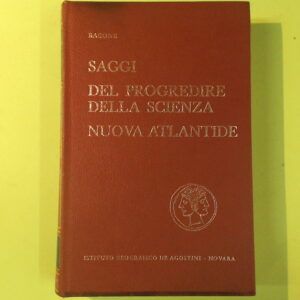 BACONE
SAGGI
DEL PROGREDIRE
DELLA SCIENZA
NUOVA ATLANTIDE
ISTITUTO GEOGRAFICO DE AGOSTINI - NOVARA